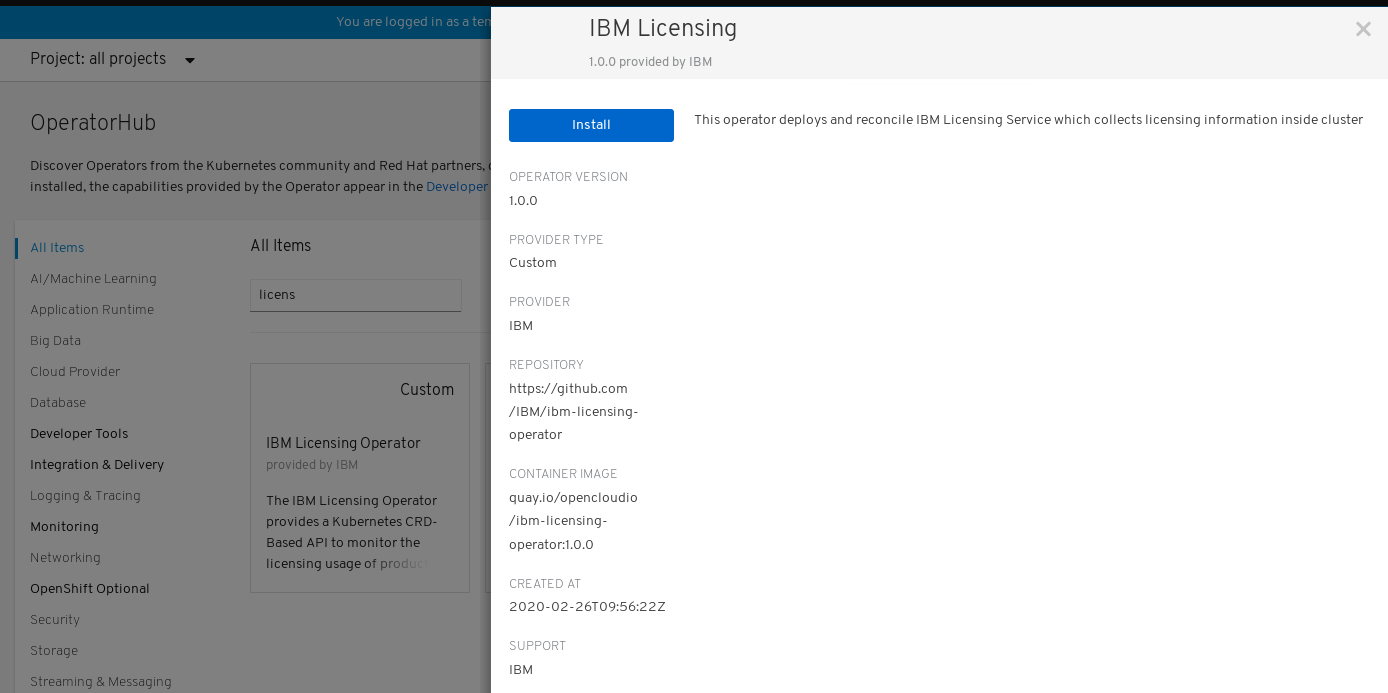 You are logged in as a tem
Project: all projects
OperatorHub
Discover Operators from the Kubernetes community and Red Hat partners,
installed, the capabilities provided by the Operator appear in the Developer
All Items
AI/Machine Learning
Application Runtime
Big Data
Cloud Provider
Database
Developer Tools
Integration & Delivery
Logging & Tracing
Monitoring
Networking
OpenShift Optional
Security
Storage
Streaming & Messaging
All Items
licens
Custom
IBM Licensing Operator
provided by IBM
The IBM Licensing Operator
provides a Kubernetes CRD-
Based API to monitor the
licensing usage of produc
IBM Licensing
1.0.0 provided by IBM
Install
This operator deploys and reconcile IBM Licensing Service which collects licensing information inside cluster
OPERATOR VERSION
1.0.0
PROVIDER TYPE
Custom
PROVIDER
IBM
REPOSITORY
https://github.com
/IBM/ibm-licensing-
operator
CONTAINER IMAGE
quay.io/opencloudio
/ibm-licensing-
operator:1.0.0
CREATED AT
2020-02-26T09:56:22Z
SUPPORT
IBM